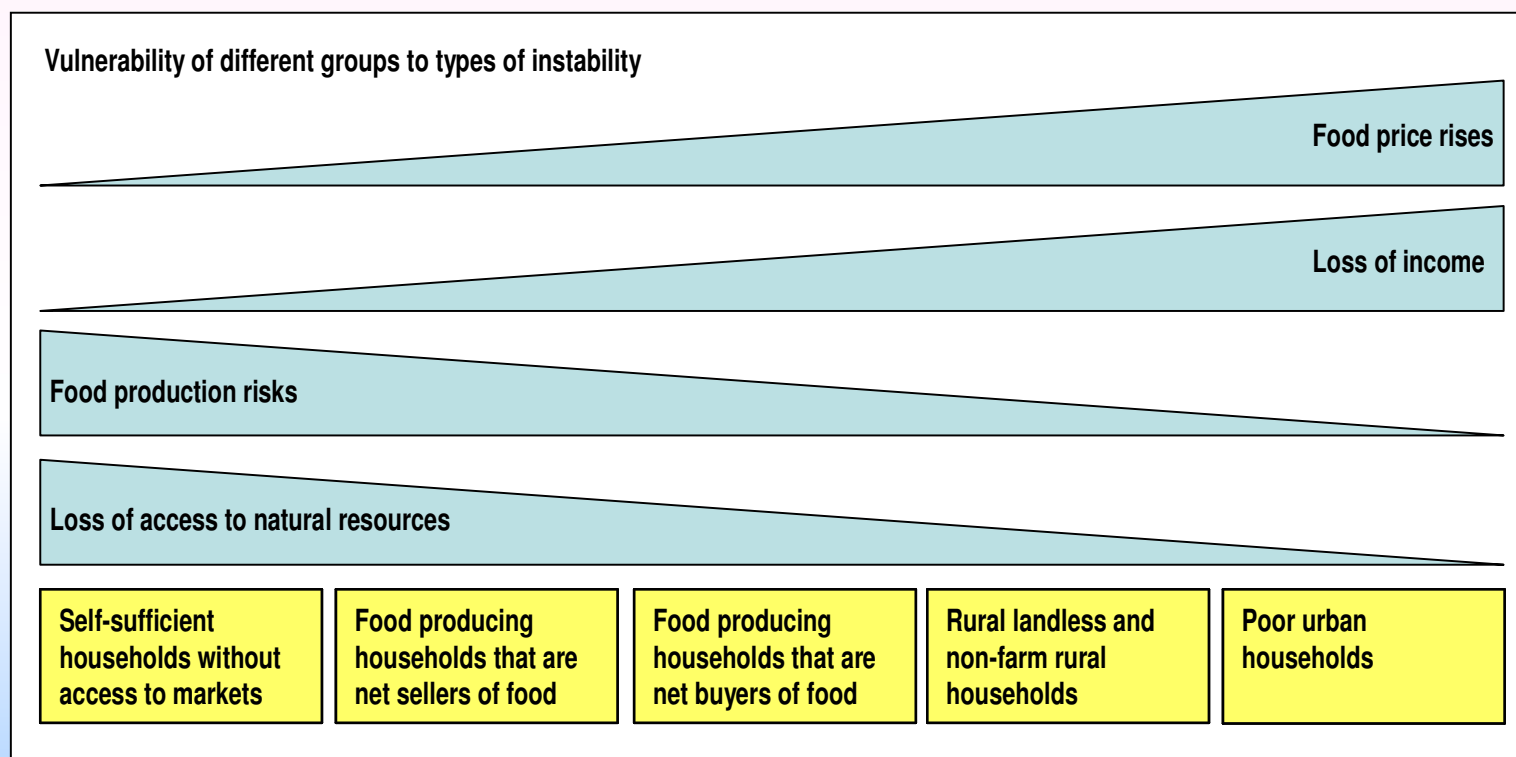 Vulnerability of different groups to types of instability
Food price rises
Loss of income
Food production risks
Loss of access to natural resources
Self-sufficient
households without
access to markets
Food producing
households that are
net sellers of food
Food producing
households that are
net buyers of food
Rural landless and
non-farm rural
households
Poor urban
households